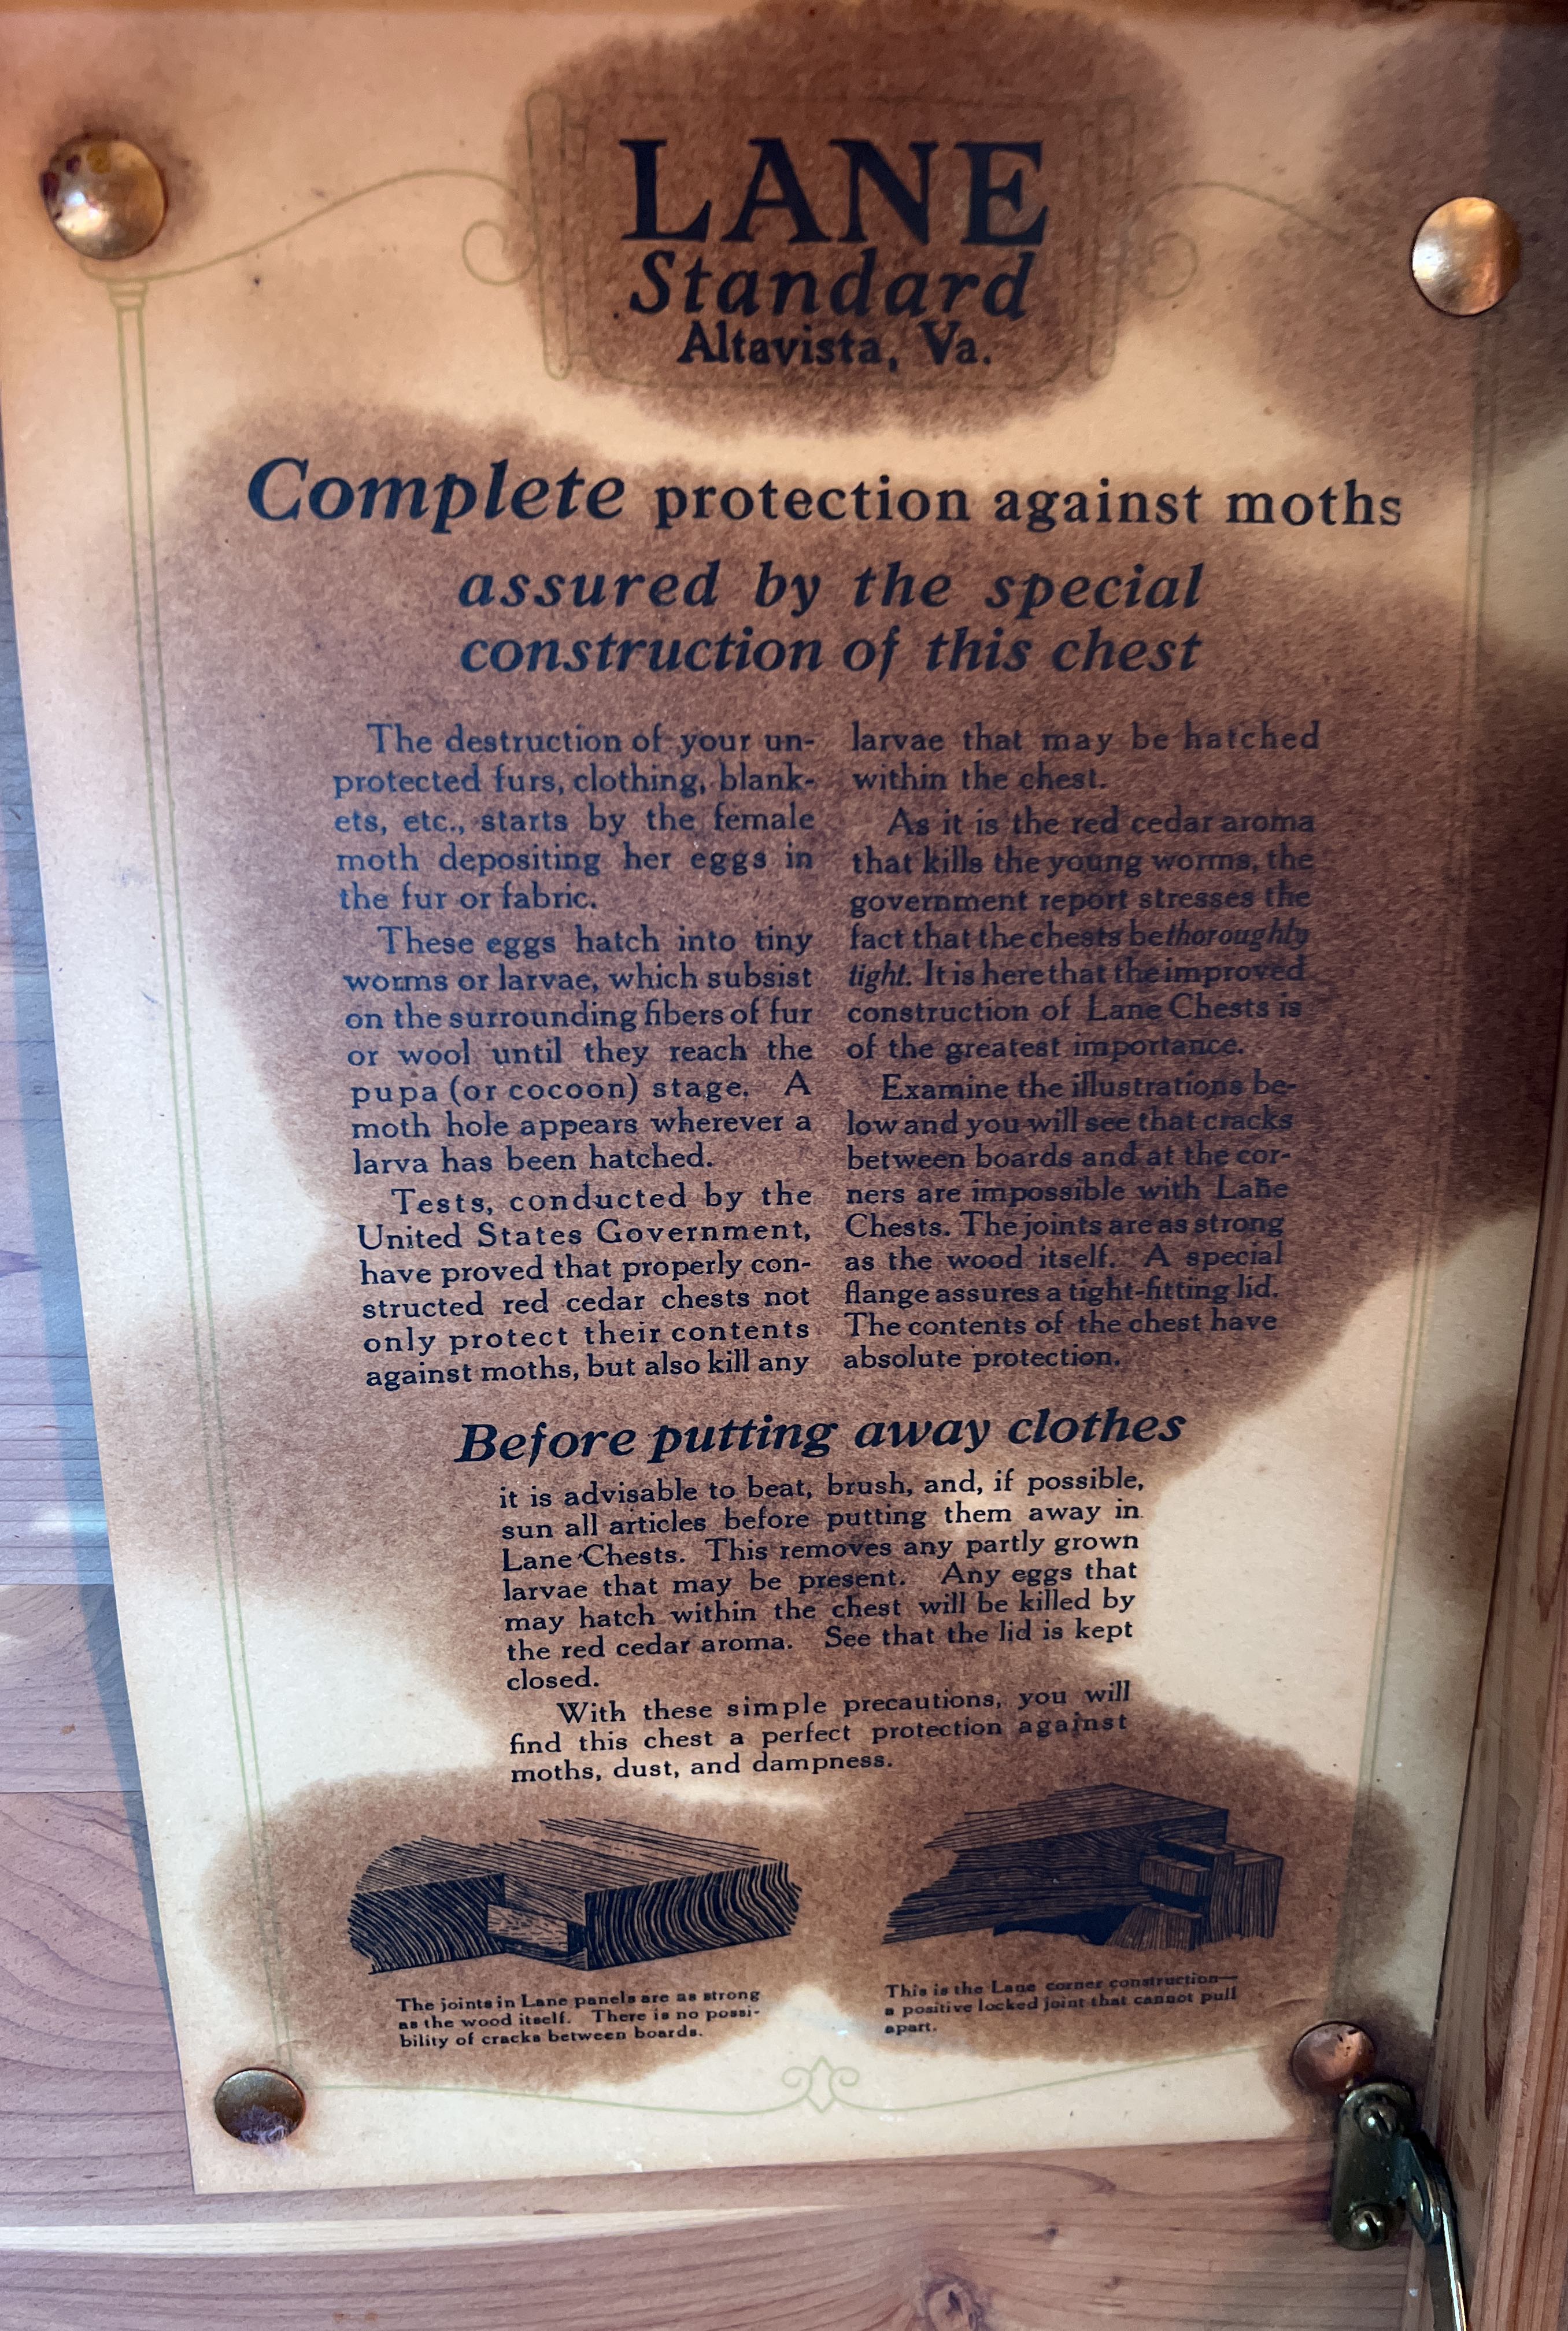 LANE
Standard
Altavista, Va.
Complete protection against moths
assured by the special
construction of this chest
The destruction of your un-
protected furs, clothing, blank-
ets, etc., starts by the female
moth depositing her eggs in
the fur or fabric.
These eggs hatch into tiny
worms or larvae, which subsist
on the surrounding fibers of fur
or wool until they reach the
pupa (or cocoon) stage. A
moth hole appears wherever a
larva has been hatched.
Tests, conducted by the
United States Government,
have proved that properly con-
structed red cedar chests not
only protect their contents
against moths, but also kill any
larvae that may be hatched
within the chest.
As it is the red cedar aroma
that kills the young worms, the
government report stresses the
fact that the chests be thoroughly
tight. It is here that the improved
construction of Lane Chests is
of the greatest importance.
Examine the illustrations be-
low and you will see that cracks
between boards and at the cor-
ners are impossible with Lane
Chests. The joints are as strong
as the wood itself. A special
flange assures a tight-fitting lid.
The contents of the chest have
absolute protection.
Before putting away clothes
it is advisable to beat, brush, and, if possible,
sun all articles before putting them away in
Lane Chests. This removes any partly grown
larvae that may be present. Any eggs that
may hatch within the chest will be killed by
the red cedar aroma. See that the lid is kept
closed.
With these simple precautions, you will
find this chest a perfect protection against
moths, dust, and dampness.
The joints in Lane panels are as strong
as the wood itself. There is no possi-
bility of cracks between boards.
This is the Lane corner construction—
a positive locked joint that cannot pull
apart.